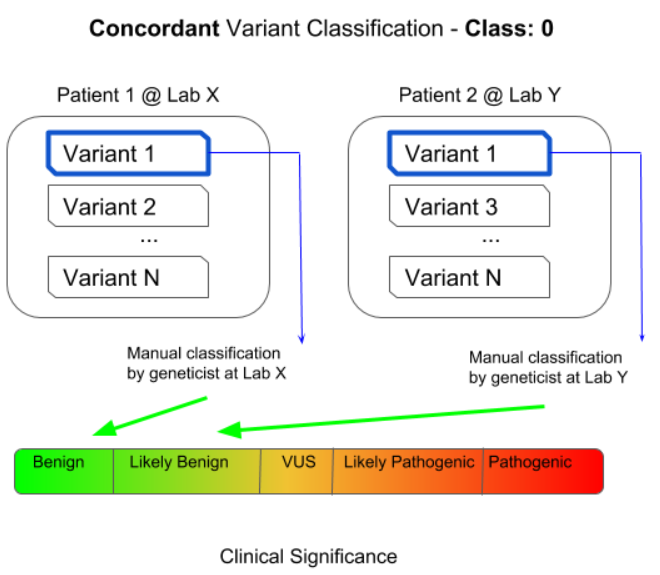 Concordant Variant Classification - Class: 0
Patient 1 @ Lab X
Patient 2 @ Lab Y
Variant 1
Variant 2
...
Variant N
Variant 1
Variant 3
...
Variant N
Manual classification
by geneticist at Lab X
Manual classification
by geneticist at Lab Y
Benign
Likely Benign
VUS
Likely Pathogenic
Pathogenic
Clinical Significance